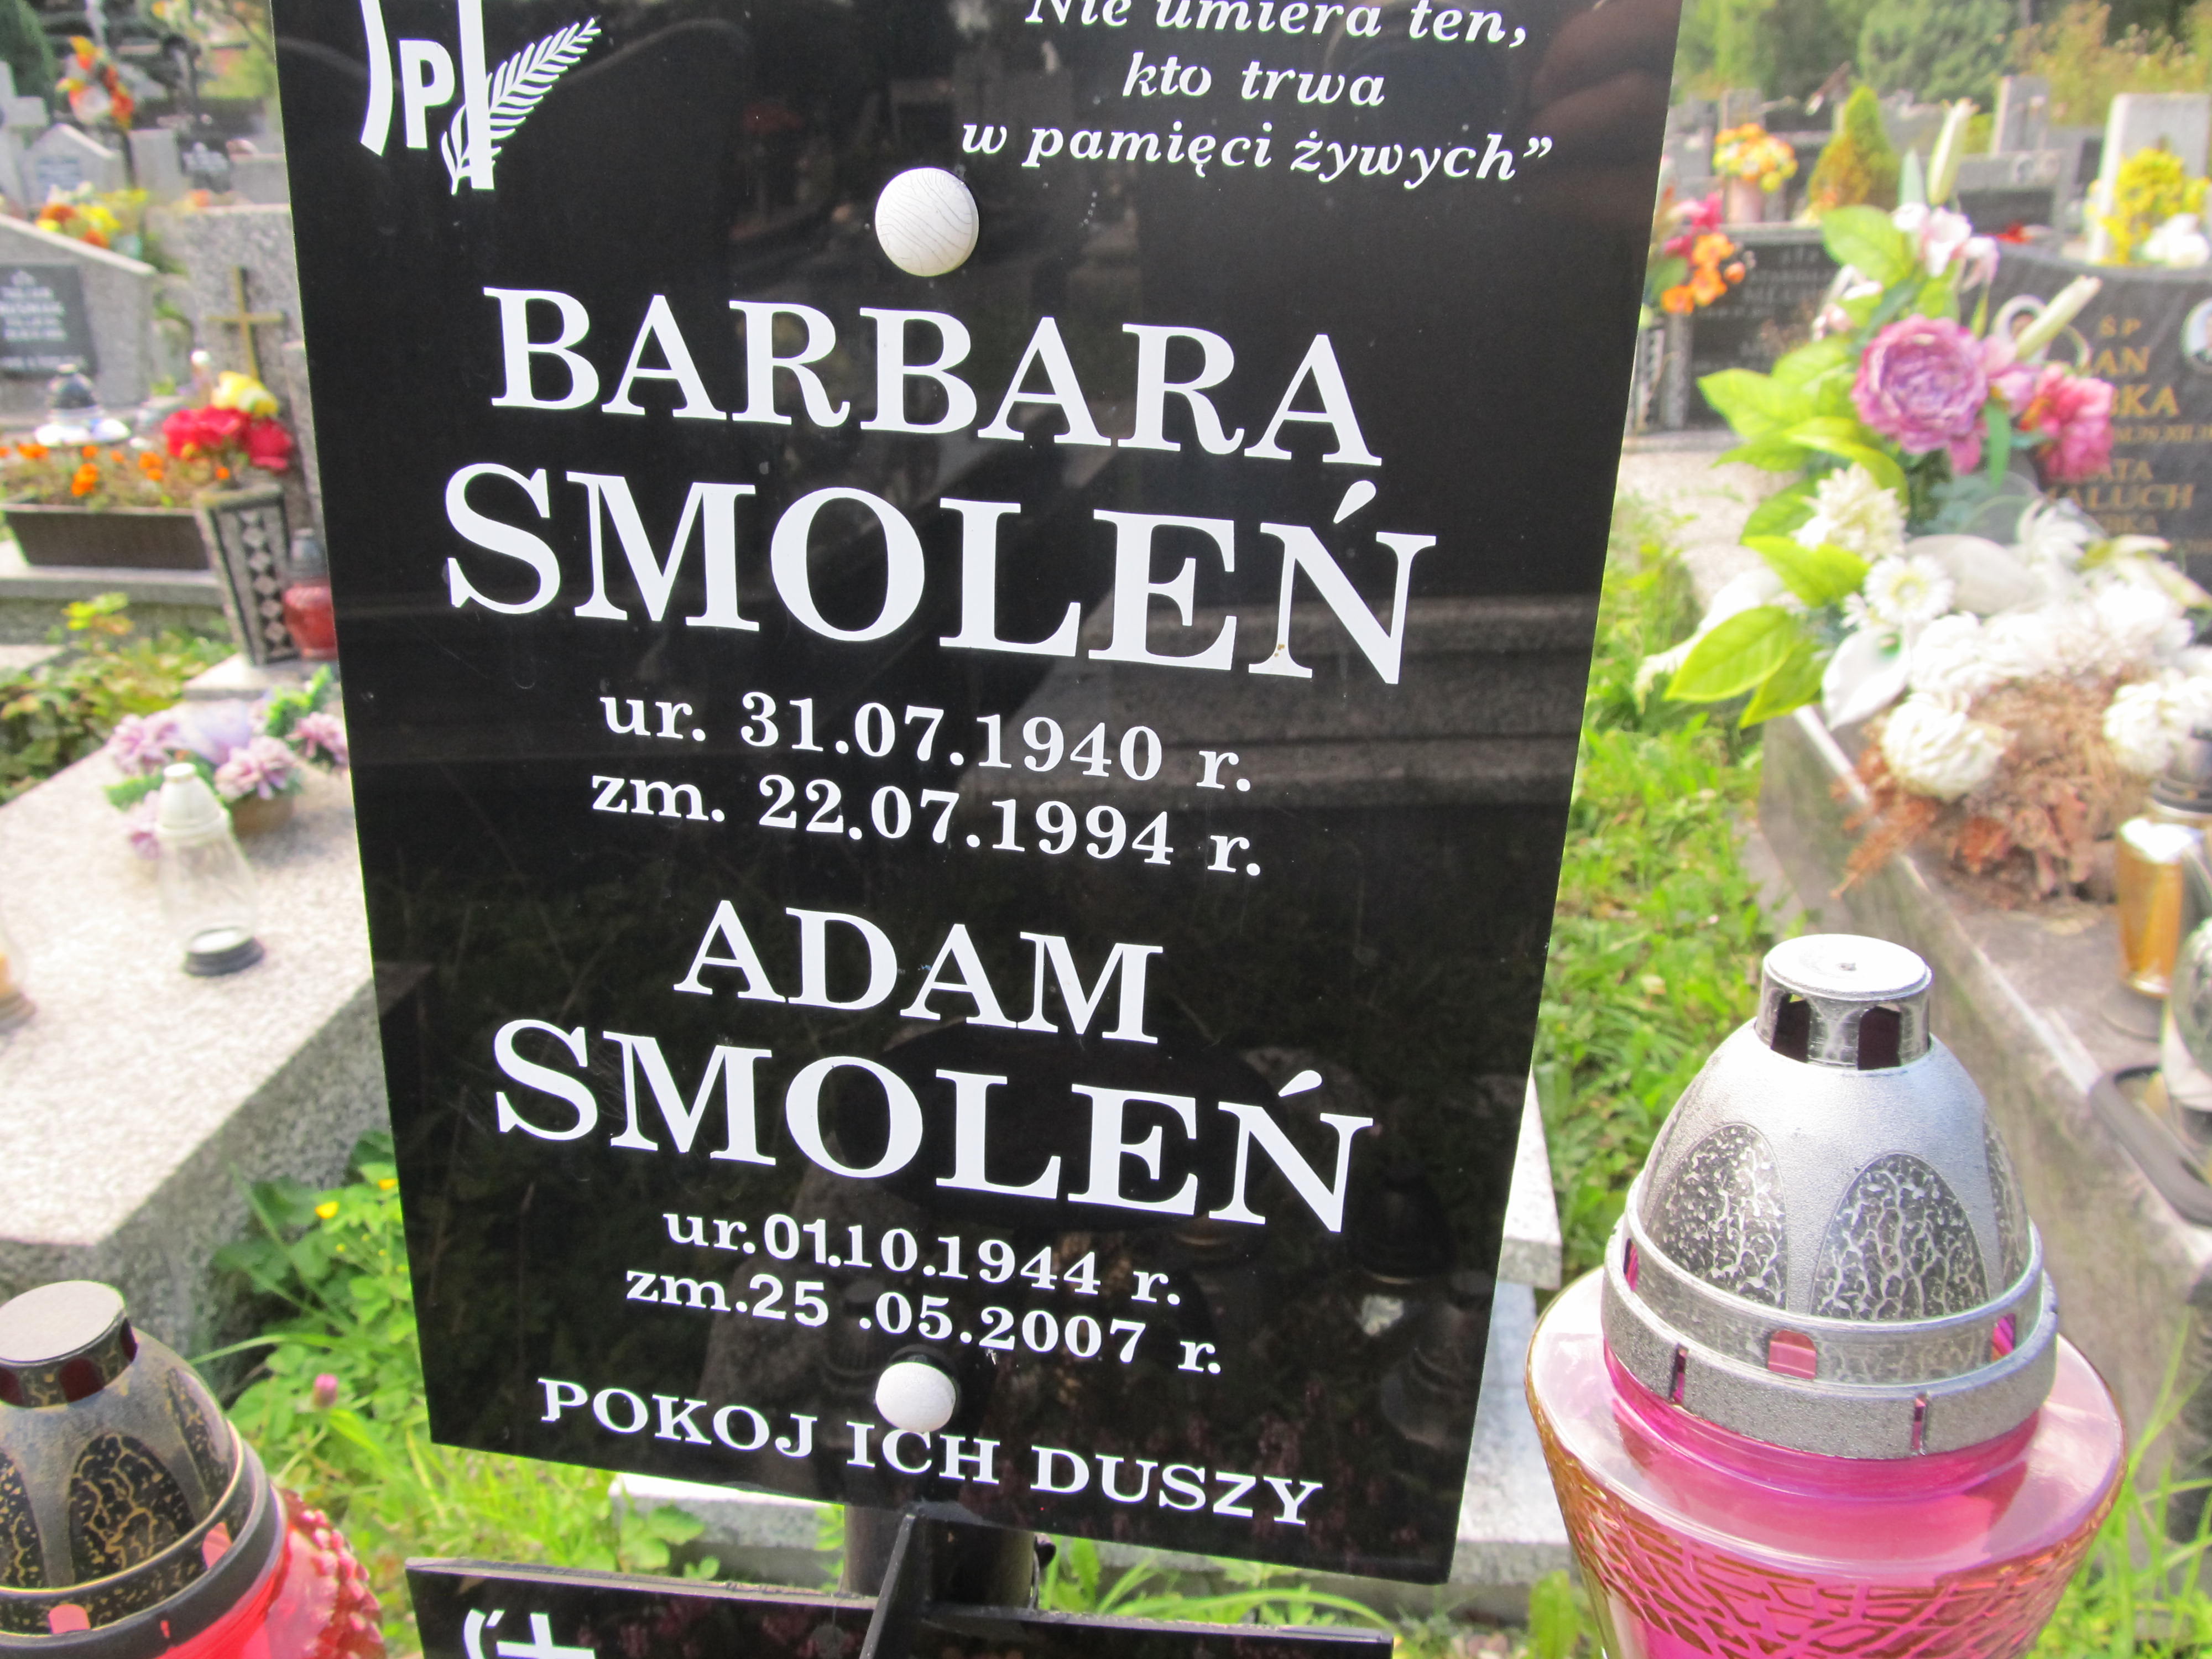 Nie umiera ten,
kto trwa
w pamięci żywych”
BARBARA
SMOLEŃ
ur. 31.07.1940 r.
zm. 22.07.1994 r.
ADAM
SMOLEŃ
ur.01.10.1944 r.
zm.25 .05.2007 r.
POKOJ ICH DUSZY
ŚP